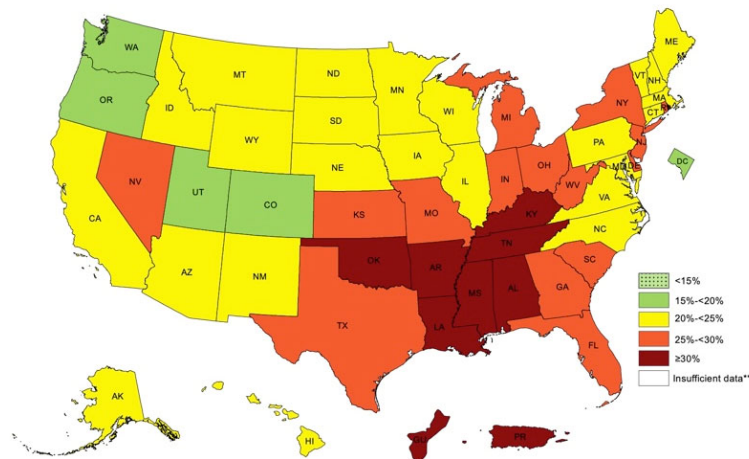 WA
OR
ID
MT
ND
MN
WI
MI
ME
VT
NH
MA
CT
NY
PA
NJ
DE
MD
DC
VA
WV
OH
IN
IL
IA
SD
WY
NE
NV
UT
CO
KS
MO
KY
CA
AZ
NM
OK
AR
TN
NC
SC
GA
AL
MS
LA
TX
FL
AK
HI
GU
PR
<15%
15%-<20%
20%-<25%
25%-<30%
≥30%
Insufficient data**